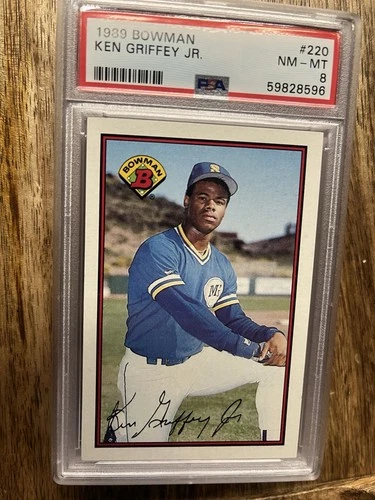 1989 BOWMAN
#220
KEN GRIFFEY JR.
NM - MT
8
PSA
59828596
BOWMAN
B
S
M
Ken Griffey Jr